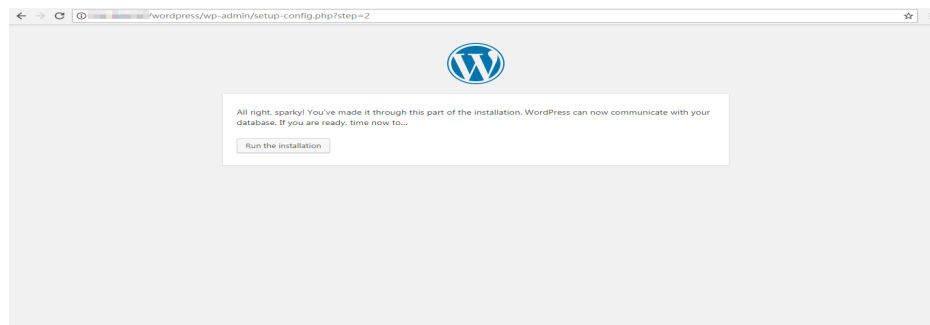 /wordpress/wp-admin/setup-config.php?step=2
All right, sparky! You've made it through this part of the installation. WordPress can now communicate with your
database. If you are ready, time now to...
Run the installation